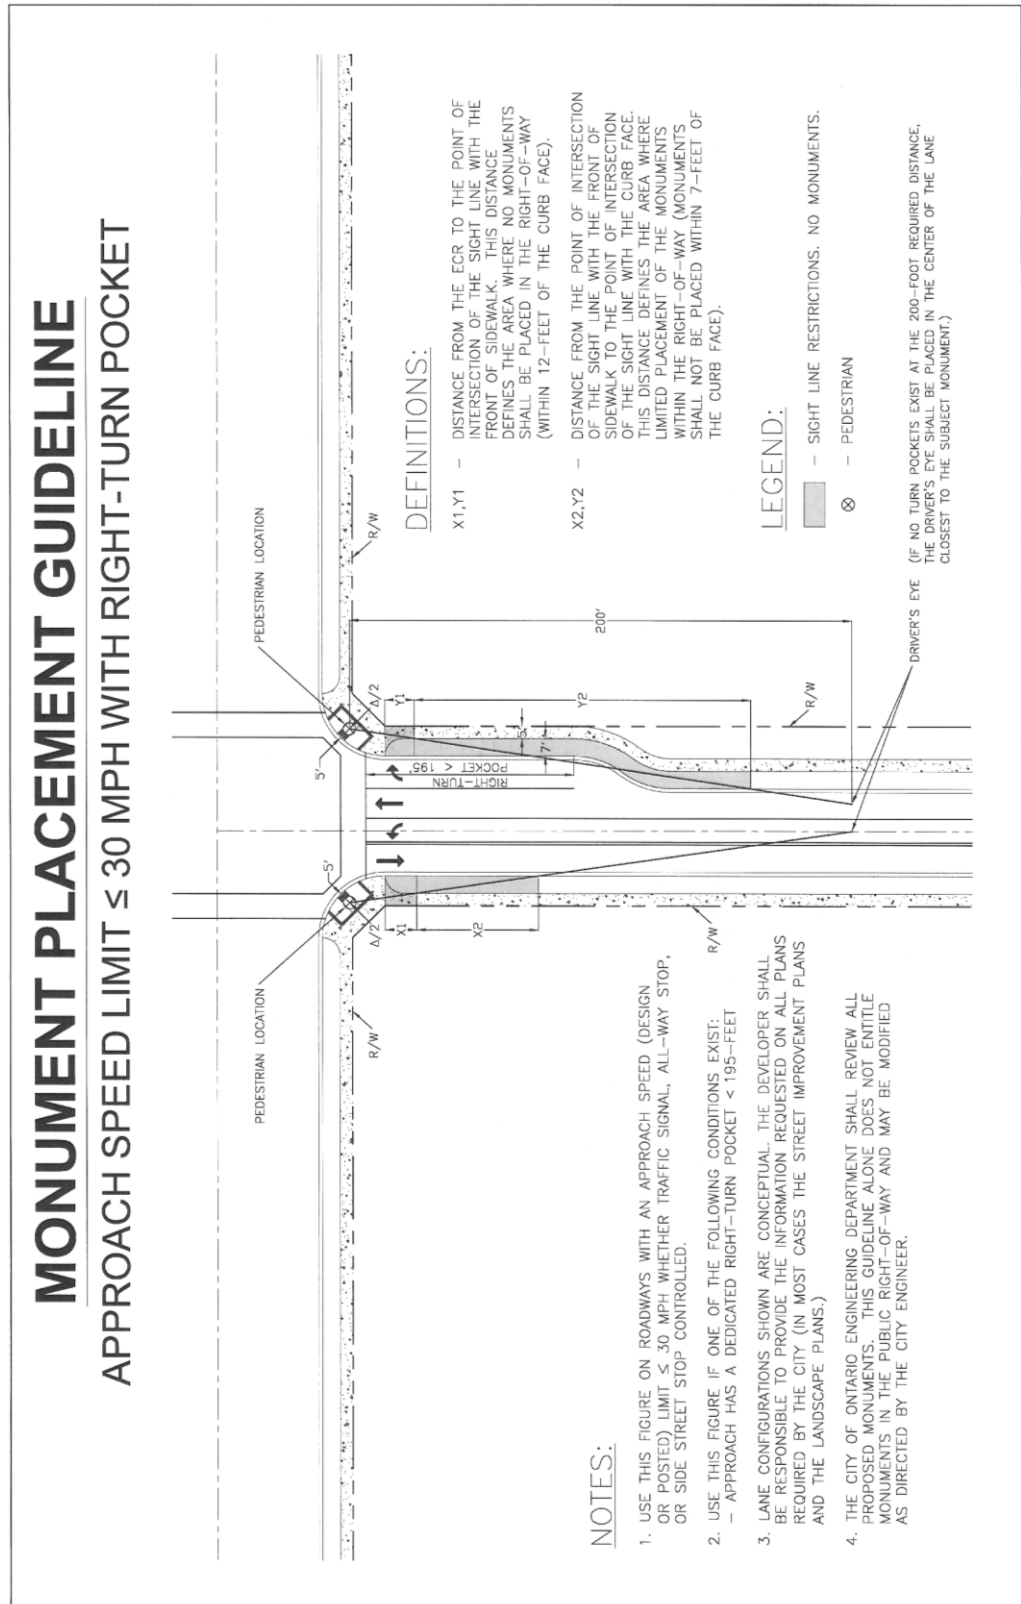 MONUMENT PLACEMENT GUIDELINE
APPROACH SPEED LIMIT ≤ 30 MPH WITH RIGHT-TURN POCKET
PEDESTRIAN LOCATION
PEDESTRIAN LOCATION
5'
5'
R/W
R/W
Δ/2
Δ/2
X1
X2
Y1
Y2
5'
7'
RIGHT-TURN
POCKET < 195'
200'
R/W
R/W
DRIVER'S EYE
(IF NO TURN POCKETS EXIST AT THE 200-FOOT REQUIRED DISTANCE,
THE DRIVER'S EYE SHALL BE PLACED IN THE CENTER OF THE LANE
CLOSEST TO THE SUBJECT MONUMENT.)
DEFINITIONS:
X1,Y1 – DISTANCE FROM THE ECR TO THE POINT OF
INTERSECTION OF THE SIGHT LINE WITH THE
FRONT OF SIDEWALK. THIS DISTANCE
DEFINES THE AREA WHERE NO MONUMENTS
SHALL BE PLACED IN THE RIGHT-OF-WAY
(WITHIN 12-FEET OF THE CURB FACE).
X2,Y2 – DISTANCE FROM THE POINT OF INTERSECTION
OF THE SIGHT LINE WITH THE FRONT OF
SIDEWALK TO THE POINT OF INTERSECTION
OF THE SIGHT LINE WITH THE CURB FACE.
THIS DISTANCE DEFINES THE AREA WHERE
LIMITED PLACEMENT OF THE MONUMENTS
WITHIN THE RIGHT-OF-WAY (MONUMENTS
SHALL NOT BE PLACED WITHIN 7-FEET OF
THE CURB FACE).
LEGEND:
– SIGHT LINE RESTRICTIONS. NO MONUMENTS.
– PEDESTRIAN
NOTES:
1. USE THIS FIGURE ON ROADWAYS WITH AN APPROACH SPEED (DESIGN
OR POSTED) LIMIT ≤ 30 MPH WHETHER TRAFFIC SIGNAL, ALL-WAY STOP,
OR SIDE STREET STOP CONTROLLED.
2. USE THIS FIGURE IF ONE OF THE FOLLOWING CONDITIONS EXIST:
– APPROACH HAS A DEDICATED RIGHT-TURN POCKET < 195-FEET
3. LANE CONFIGURATIONS SHOWN ARE CONCEPTUAL. THE DEVELOPER SHALL
BE RESPONSIBLE TO PROVIDE THE INFORMATION REQUESTED ON ALL PLANS
REQUIRED BY THE CITY (IN MOST CASES THE STREET IMPROVEMENT PLANS
AND THE LANDSCAPE PLANS.)
4. THE CITY OF ONTARIO ENGINEERING DEPARTMENT SHALL REVIEW ALL
PROPOSED MONUMENTS. THIS GUIDELINE ALONE DOES NOT ENTITLE
MONUMENTS IN THE PUBLIC RIGHT-OF-WAY AND MAY BE MODIFIED
AS DIRECTED BY THE CITY ENGINEER.